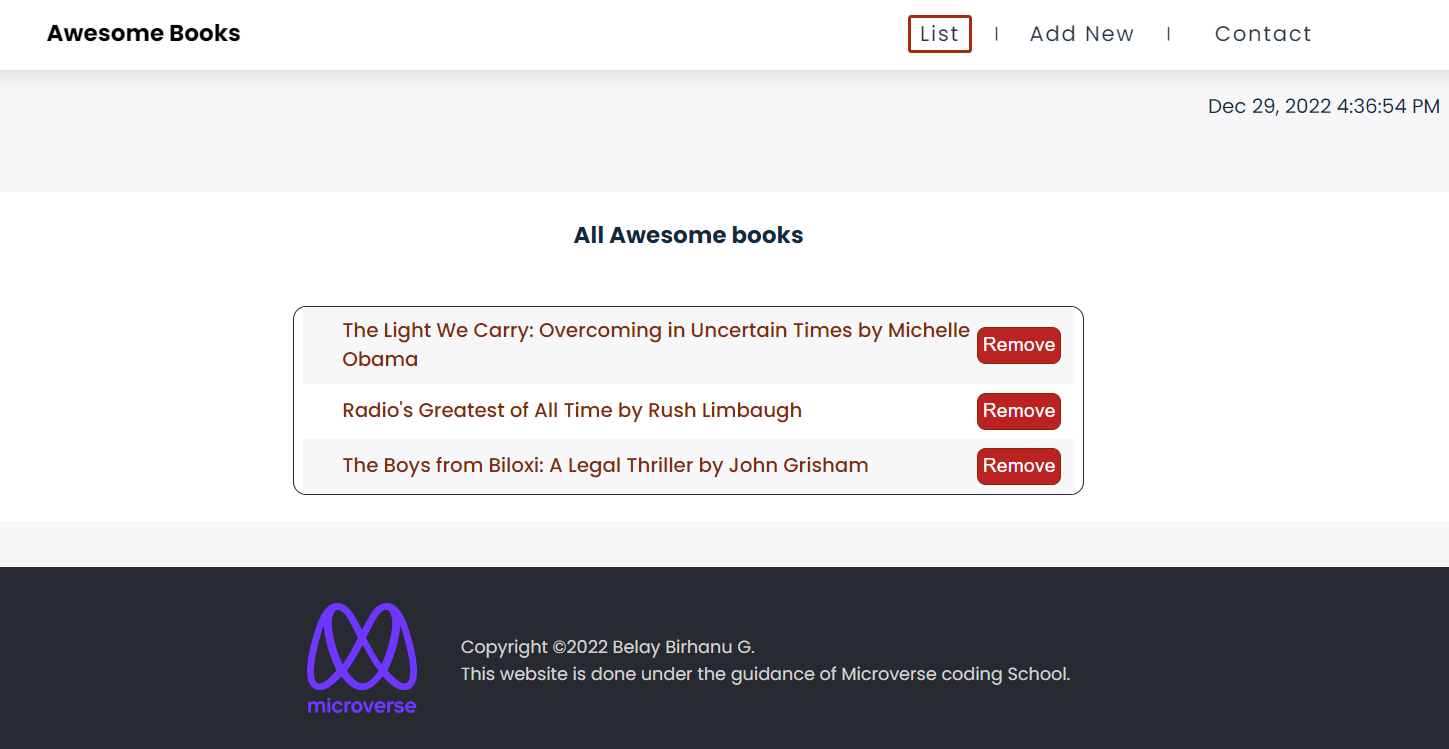 Awesome Books
List | Add New | Contact
Dec 29, 2022 4:36:54 PM
All Awesome books
The Light We Carry: Overcoming in Uncertain Times by Michelle
Obama
Remove
Radio's Greatest of All Time by Rush Limbaugh
Remove
The Boys from Biloxi: A Legal Thriller by John Grisham
Remove
microverse
Copyright ©2022 Belay Birhanu G.
This website is done under the guidance of Microverse coding School.